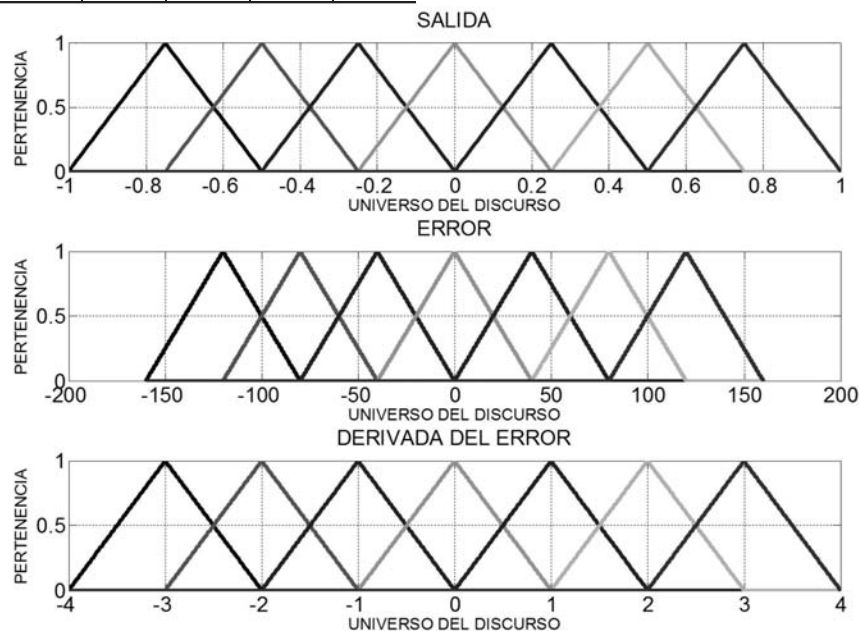 SALIDA
PERTENENCIA
1
0.5
0
-1 -0.8 -0.6 -0.4 -0.2 0 0.2 0.4 0.6 0.8 1
UNIVERSO DEL DISCURSO
ERROR
PERTENENCIA
1
0.5
0
-200 -150 -100 -50 0 50 100 150 200
UNIVERSO DEL DISCURSO
DERIVADA DEL ERROR
PERTENENCIA
1
0.5
0
-4 -3 -2 -1 0 1 2 3 4
UNIVERSO DEL DISCURSO